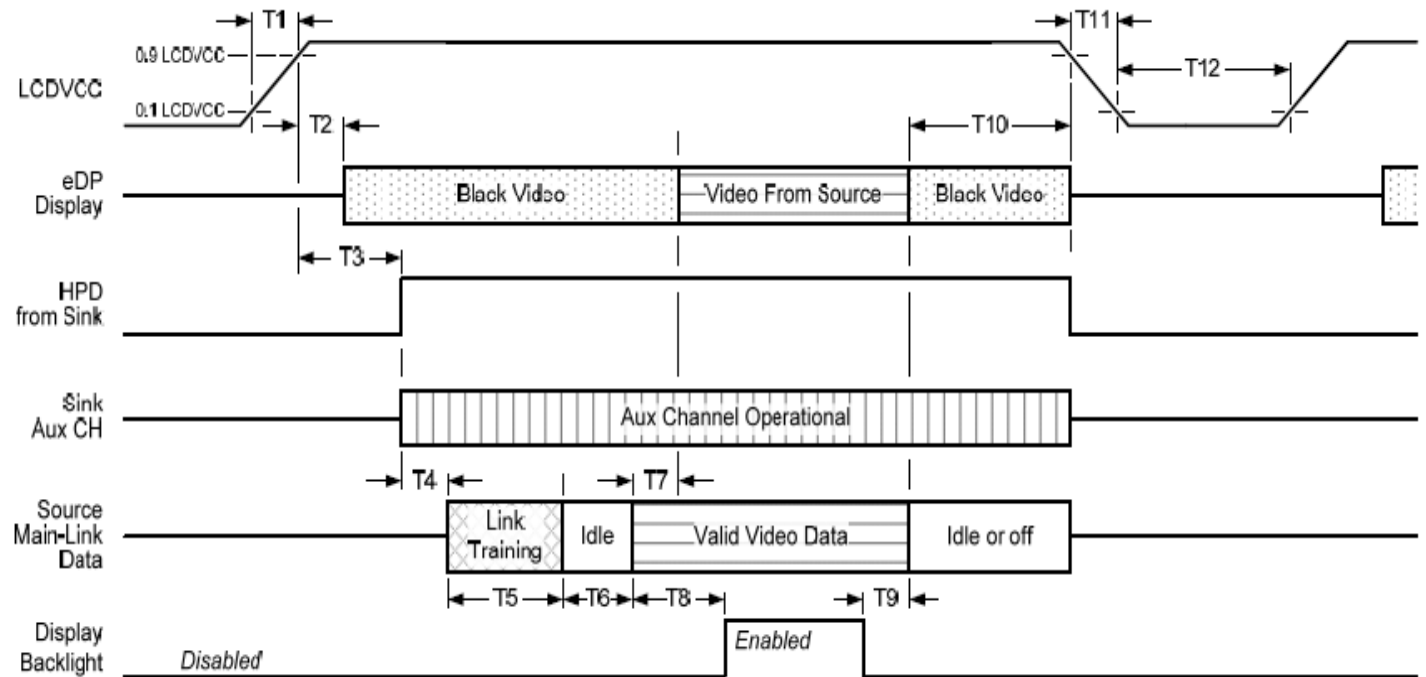 T1
T11
0.9 LCDVCC
T12
LCDVCC
0.1 LCDVCC
T2
T10
eDP
Display
Black Video
Video From Source
Black Video
T3
HPD
from Sink
Sink
Aux CH
Aux Channel Operational
T4
T7
Source
Main-Link
Data
Link
Training
Idle
Valid Video Data
Idle or off
T5
T6
T8
T9
Display
Backlight
Disabled
Enabled